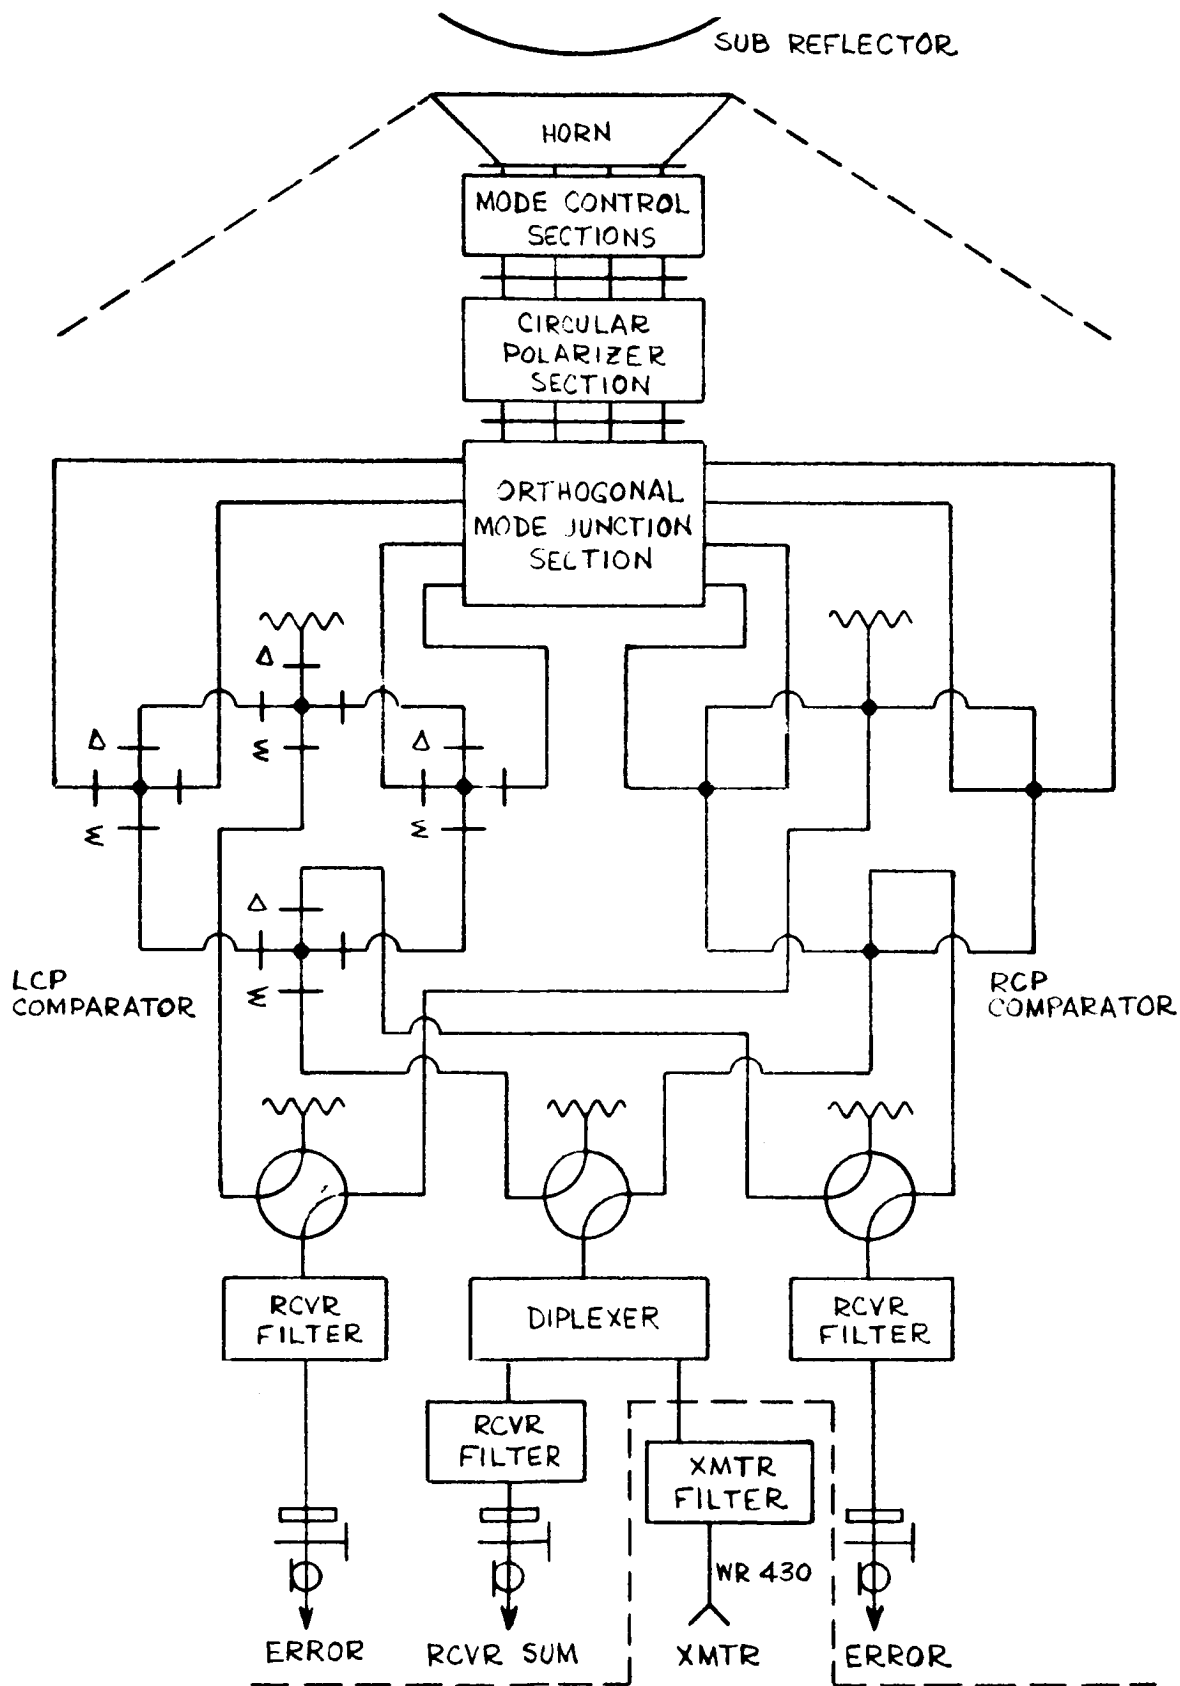 SUB REFLECTOR
HORN
MODE CONTROL
SECTIONS
CIRCULAR
POLARIZER
SECTION
ORTHOGONAL
MODE JUNCTION
SECTION
Δ
Δ
Σ
Δ
Σ
Σ
Δ
Σ
LCP
COMPARATOR
RCP
COMPARATOR
RCVR
FILTER
DIPLEXER
RCVR
FILTER
RCVR
FILTER
XMTR
FILTER
WR 430
ERROR
RCVR SUM
XMTR
ERROR